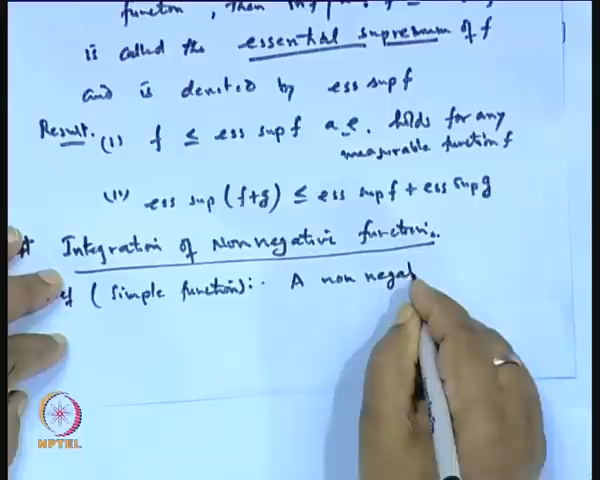 function, Then inf
is called the essential supremum of f
and is denoted by ess sup f
Result. (i) f ≤ ess sup f a.e. holds for any
measurable function f
(ii) ess sup (f+g) ≤ ess sup f + ess sup g
Integration of Nonnegative functions.
ef (Simple function):. A non negat
NPTEL